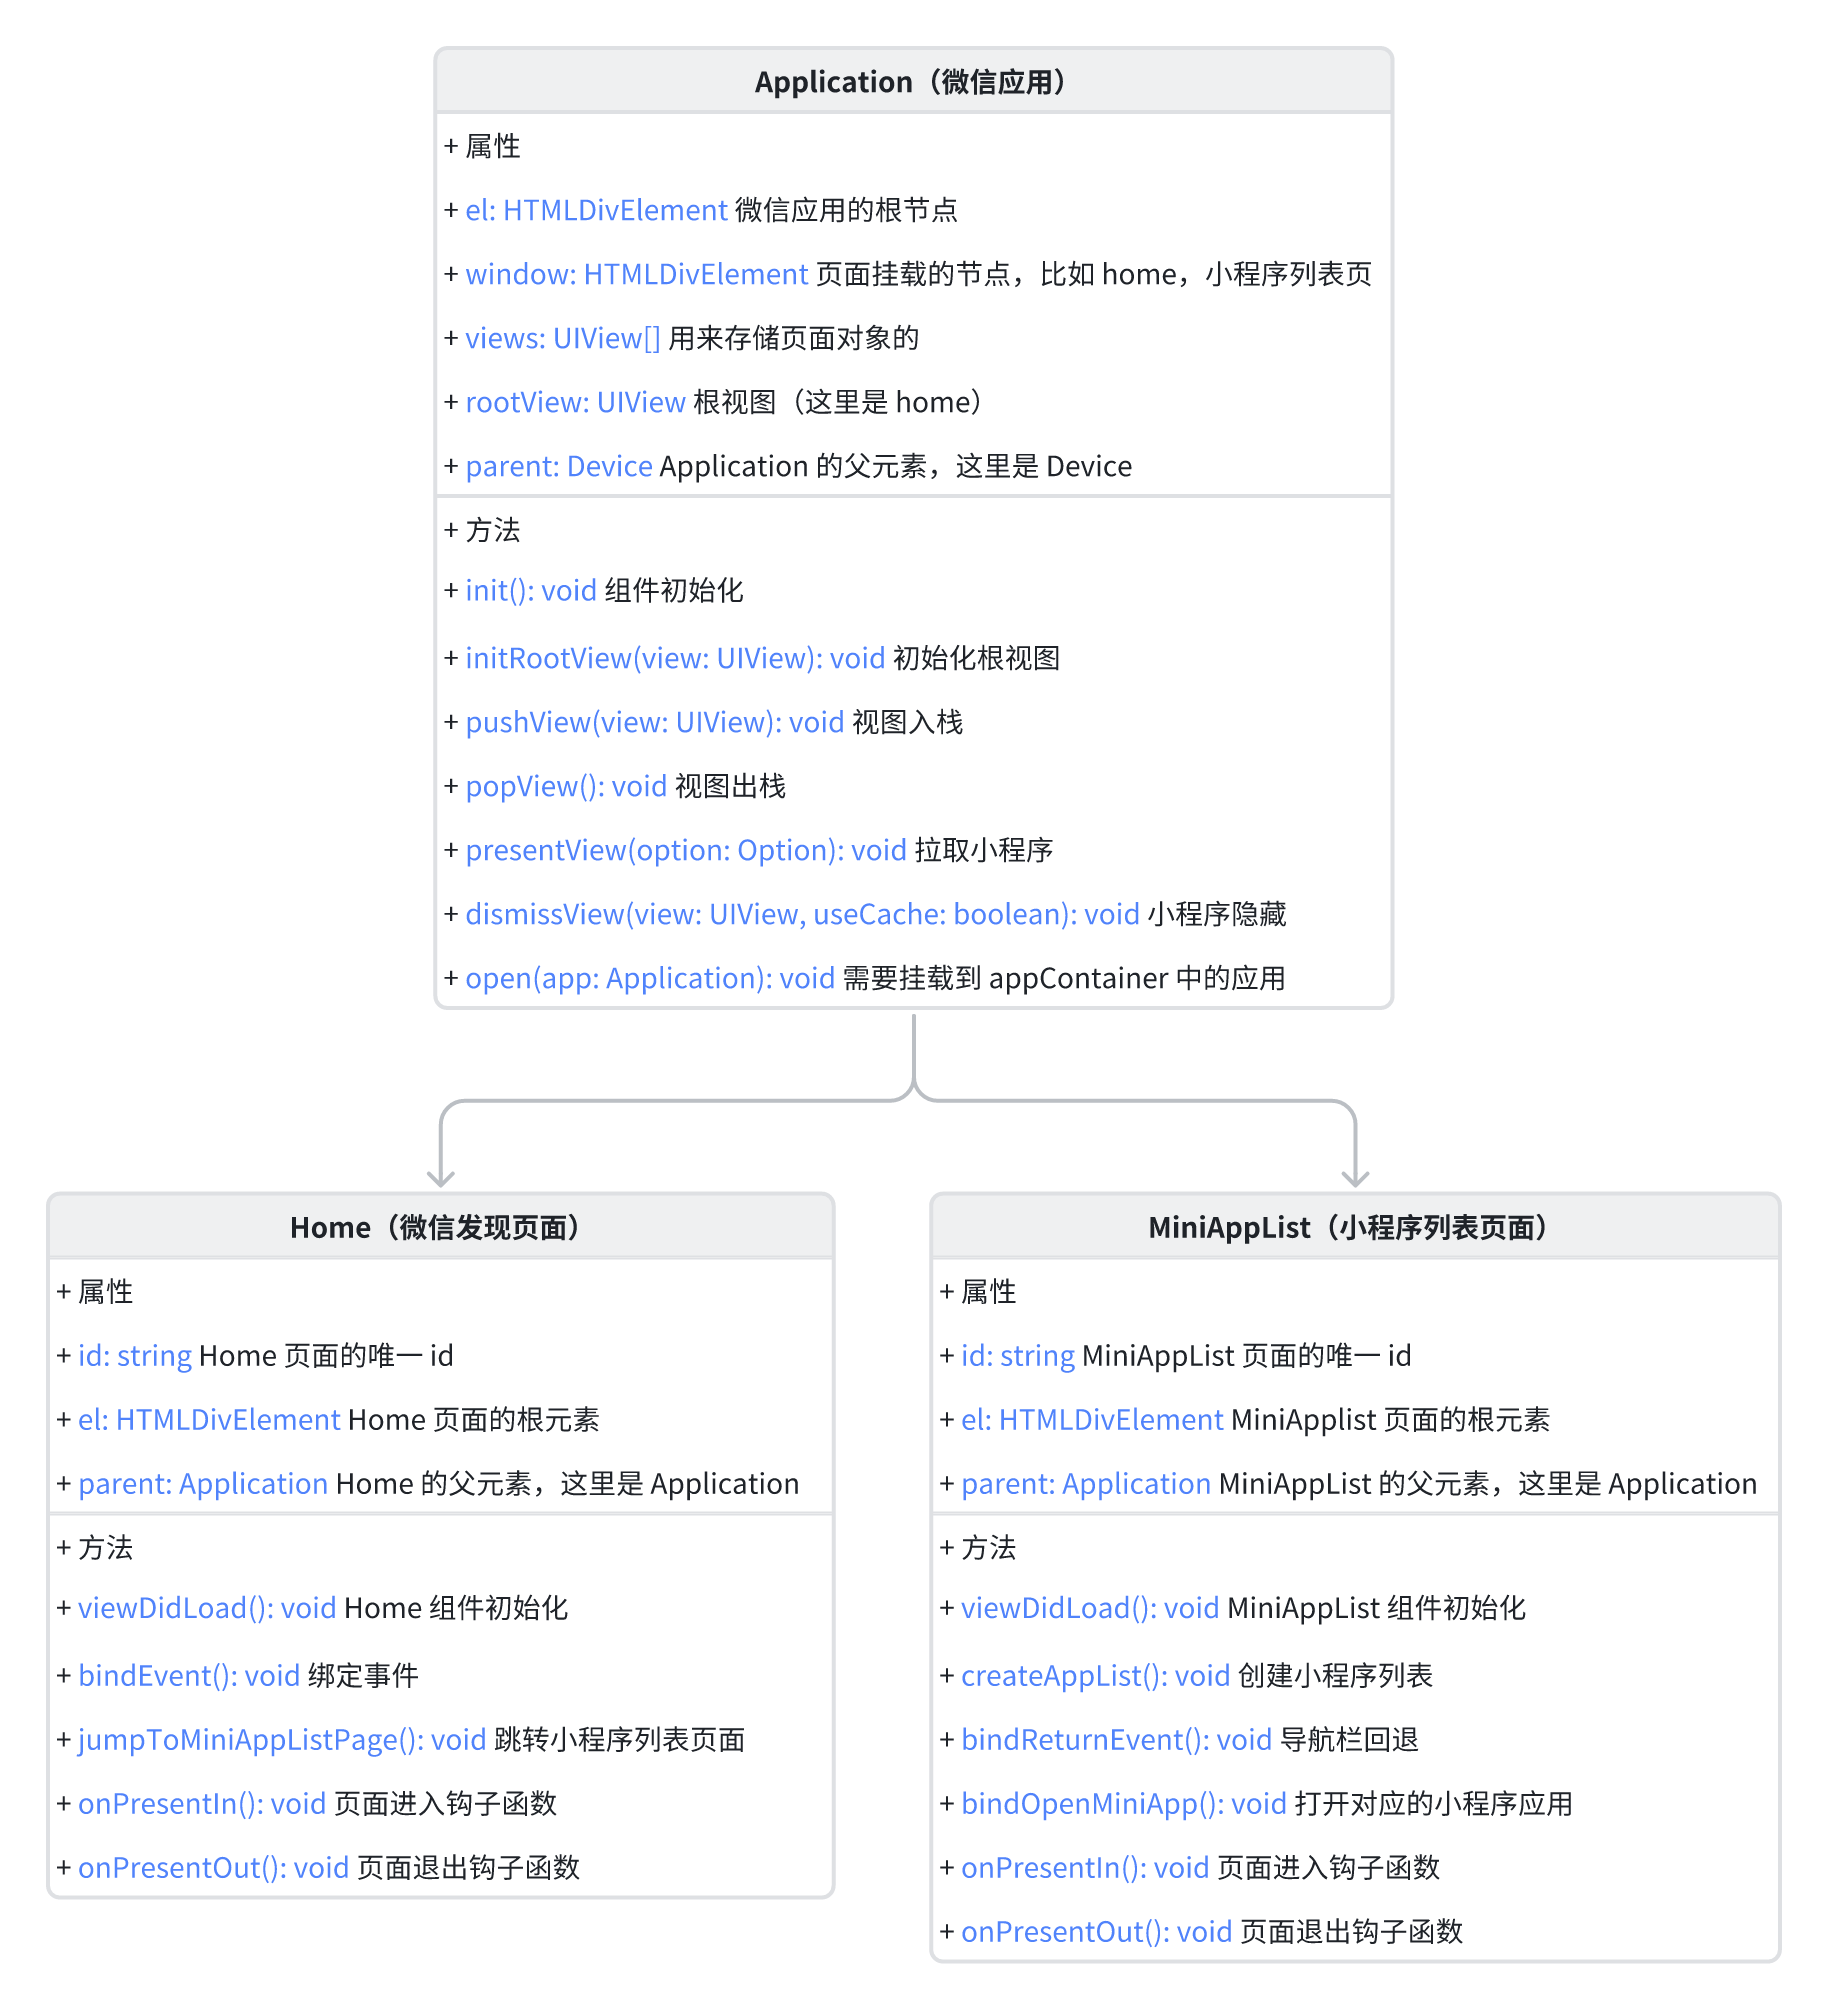 Application（微信应用）
+ 属性
+ el: HTMLDivElement 微信应用的根节点
+ window: HTMLDivElement 页面挂载的节点，比如 home，小程序列表页
+ views: UIView[] 用来存储页面对象的
+ rootView: UIView 根视图（这里是 home）
+ parent: Device Application 的父元素，这里是 Device
+ 方法
+ init(): void 组件初始化
+ initRootView(view: UIView): void 初始化根视图
+ pushView(view: UIView): void 视图入栈
+ popView(): void 视图出栈
+ presentView(option: Option): void 拉取小程序
+ dismissView(view: UIView, useCache: boolean): void 小程序隐藏
+ open(app: Application): void 需要挂载到 appContainer 中的应用
Home（微信发现页面）
+ 属性
+ id: string Home 页面的唯一 id
+ el: HTMLDivElement Home 页面的根元素
+ parent: Application Home 的父元素，这里是 Application
+ 方法
+ viewDidLoad(): void Home 组件初始化
+ bindEvent(): void 绑定事件
+ jumpToMiniAppListPage(): void 跳转小程序列表页面
+ onPresentIn(): void 页面进入钩子函数
+ onPresentOut(): void 页面退出钩子函数
MiniAppList（小程序列表页面）
+ 属性
+ id: string MiniAppList 页面的唯一 id
+ el: HTMLDivElement MiniApplist 页面的根元素
+ parent: Application MiniAppList 的父元素，这里是 Application
+ 方法
+ viewDidLoad(): void MiniAppList 组件初始化
+ createAppList(): void 创建小程序列表
+ bindReturnEvent(): void 导航栏回退
+ bindOpenMiniApp(): void 打开对应的小程序应用
+ onPresentIn(): void 页面进入钩子函数
+ onPresentOut(): void 页面退出钩子函数